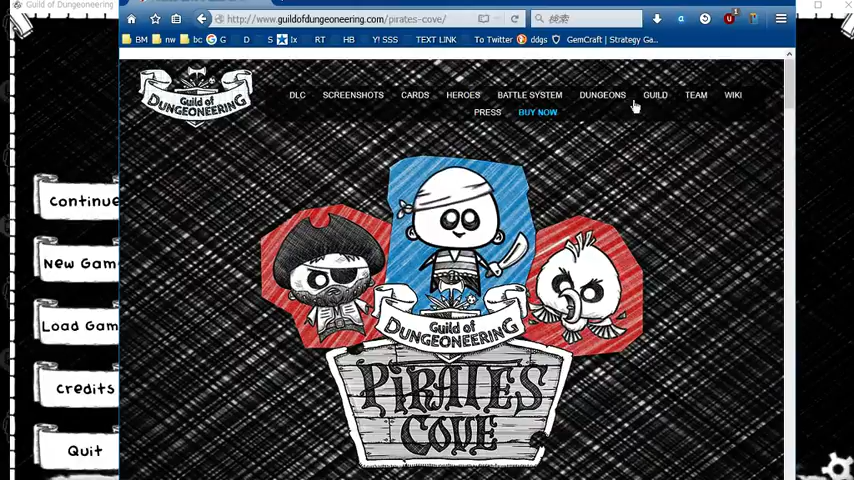 Guild of Dungeoneering
http://www.guildofdungeoneering.com/pirates-cove/
検索
BM nw bc G D S Ix RT HB Y! SSS TEXT LINK To Twitter ddgs GemCraft | Strategy Ga...
Guild of
DUNGEONEERING
DLC SCREENSHOTS CARDS HEROES BATTLE SYSTEM DUNGEONS GUILD TEAM WIKI
PRESS BUY NOW
Continue
New Gam
Load Gam
Credits
Quit
Guild of
DUNGEONEERING
PIRATES
COVE